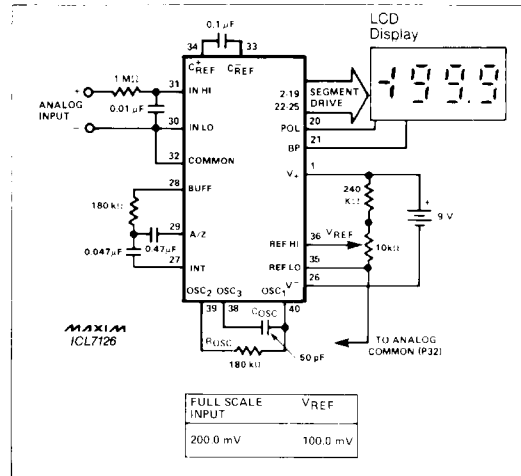 LCD
Display
0.1 µF
34 33
C+REF C-REF
1 MΩ
31 IN HI
ANALOG
INPUT
+
0.01 µF
–
30 IN LO
32 COMMON
28 BUFF
180 kΩ
29 A/Z
0.047µF 0.47µF
27 INT
2-19
22-25
SEGMENT
DRIVE
20
POL
21
BP
1
V+
240
KΩ
+
9 V
36 VREF
REF HI
10kΩ
35
REF LO
26
V–
-199.9
OSC2 OSC3 OSC1
39 38 40
COSC
ROSC
50 pF
180 kΩ
TO ANALOG
COMMON (P32)
MAXIM
ICL7126
FULL SCALE
INPUT
VREF
200.0 mV 100.0 mV